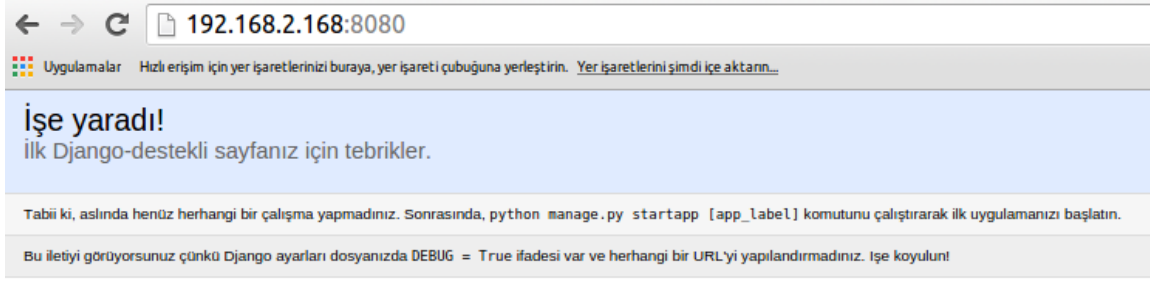 192.168.2.168:8080
Uygulamalar Hızlı erişim için yer işaretlerinizi buraya, yer işareti çubuğuna yerleştirin. Yer işaretlerini şimdi içe aktarın...
İşe yaradı!
İlk Django-destekli sayfanız için tebrikler.
Tabii ki, aslında henüz herhangi bir çalışma yapmadınız. Sonrasında, python manage.py startapp [app_label] komutunu çalıştırarak ilk uygulamanızı başlatın.
Bu iletiyi görüyorsunuz çünkü Django ayarları dosyanızda DEBUG = True ifadesi var ve herhangi bir URL'yi yapılandırmadınız. Işe koyulun!